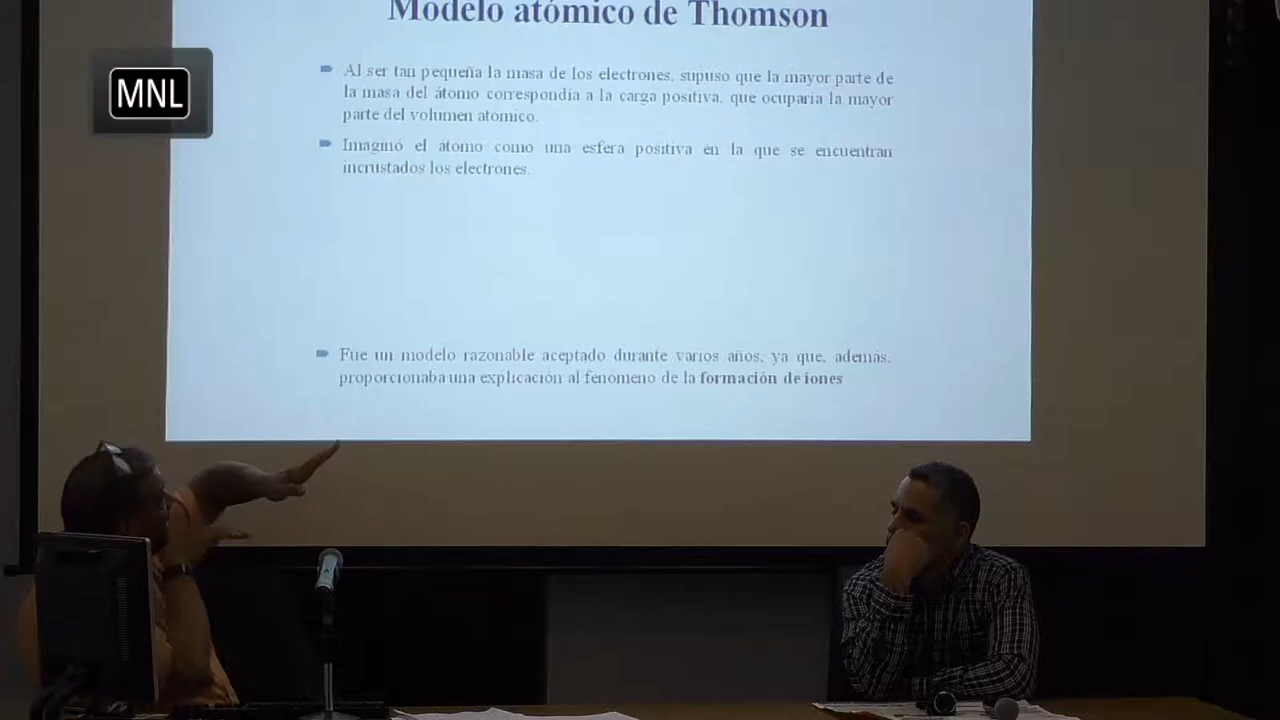 Modelo atómico de Thomson
MNL
Al ser tan pequeña la masa de los electrones, supuso que la mayor parte de
la masa del átomo correspondía a la carga positiva, que ocuparía la mayor
parte del volumen atomico.
Imaginó el átomo como una esfera positiva en la que se encuentran
incrustados los electrones.
Fue un modelo razonable aceptado durante varios años, ya que, además,
proporcionaba una explicación al fenomeno de la formación de iones